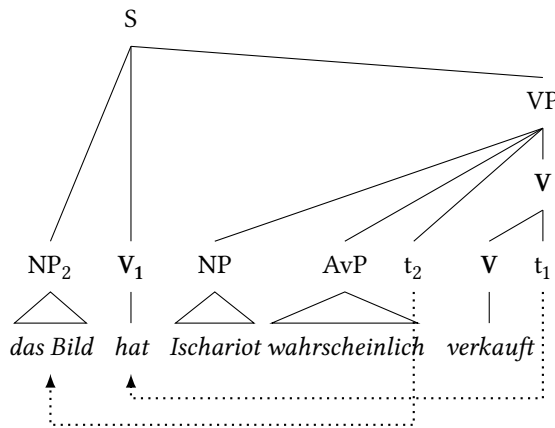 S
VP
V
NP₂ V₁ NP AvP t₂ V t₁
das Bild hat Ischariot wahrscheinlich verkauft